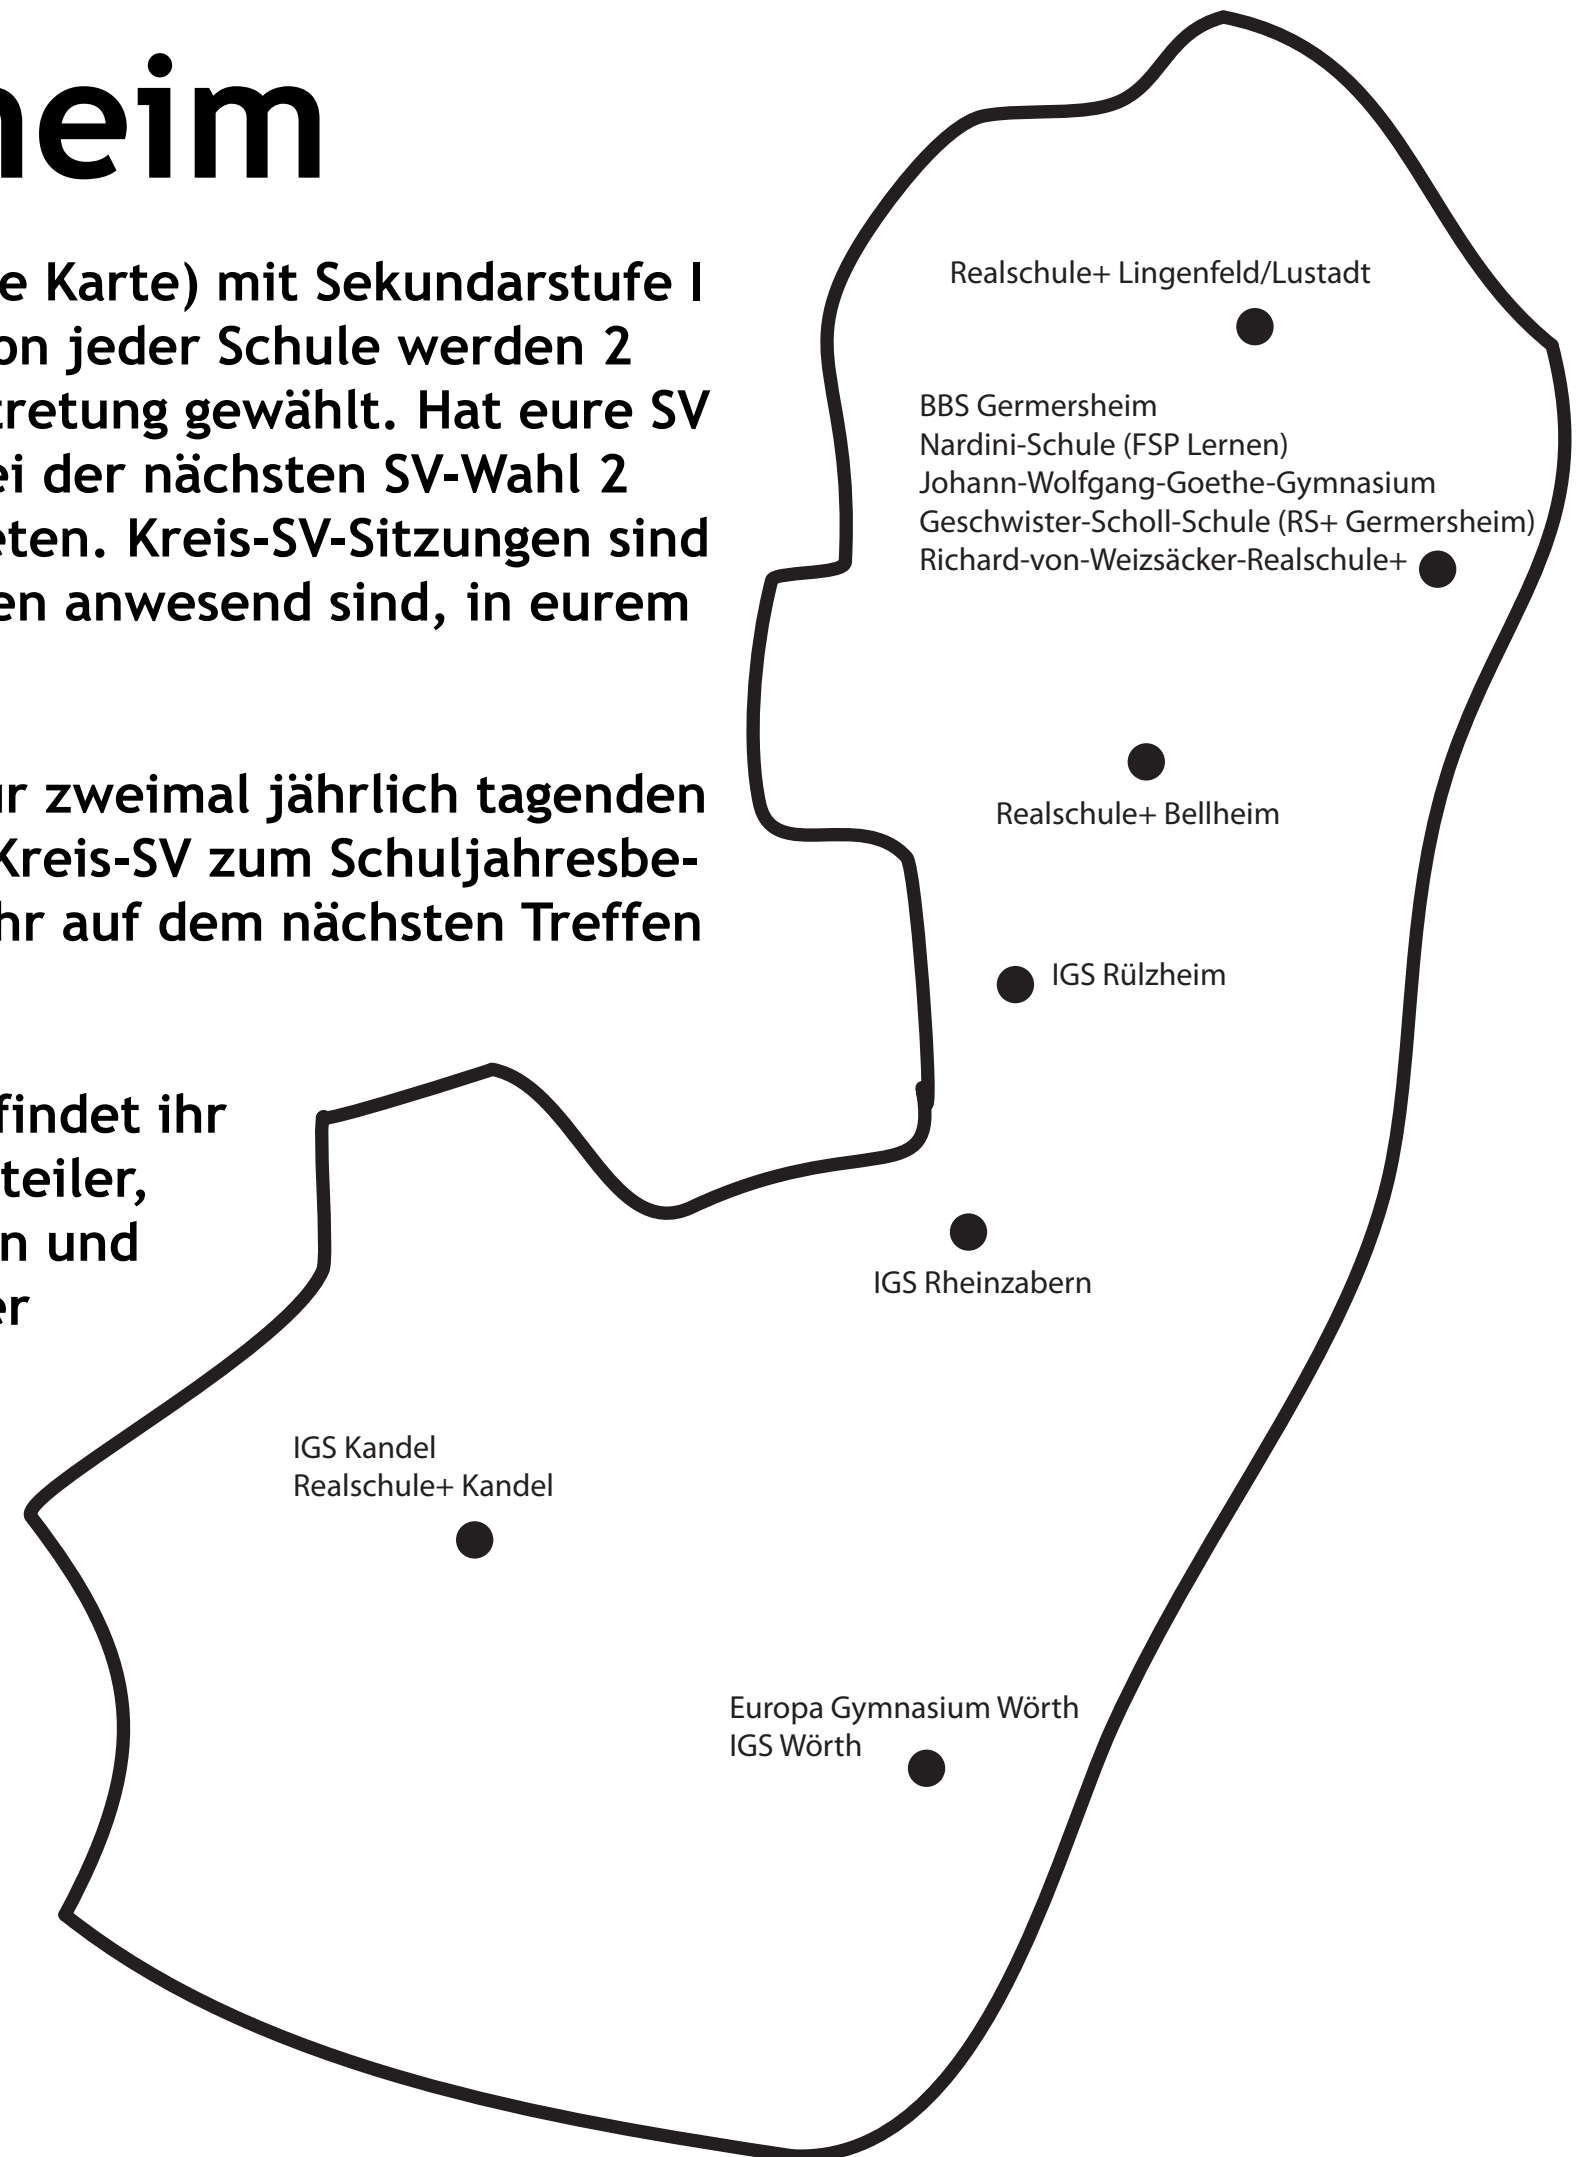 heim
e Karte) mit Sekundarstufe I
on jeder Schule werden 2
tretung gewählt. Hat eure SV
ei der nächsten SV-Wahl 2
eten. Kreis-SV-Sitzungen sind
en anwesend sind, in eurem
ur zweimal jährlich tagenden
Kreis-SV zum Schuljahresbe-
hr auf dem nächsten Treffen
findet ihr
teiler,
n und
er
Realschule+ Lingenfeld/Lustadt
BBS Germersheim
Nardini-Schule (FSP Lernen)
Johann-Wolfgang-Goethe-Gymnasium
Geschwister-Scholl-Schule (RS+ Germersheim)
Richard-von-Weizsäcker-Realschule+
Realschule+ Bellheim
IGS Rülzheim
IGS Rheinzabern
IGS Kandel
Realschule+ Kandel
Europa Gymnasium Wörth
IGS Wörth